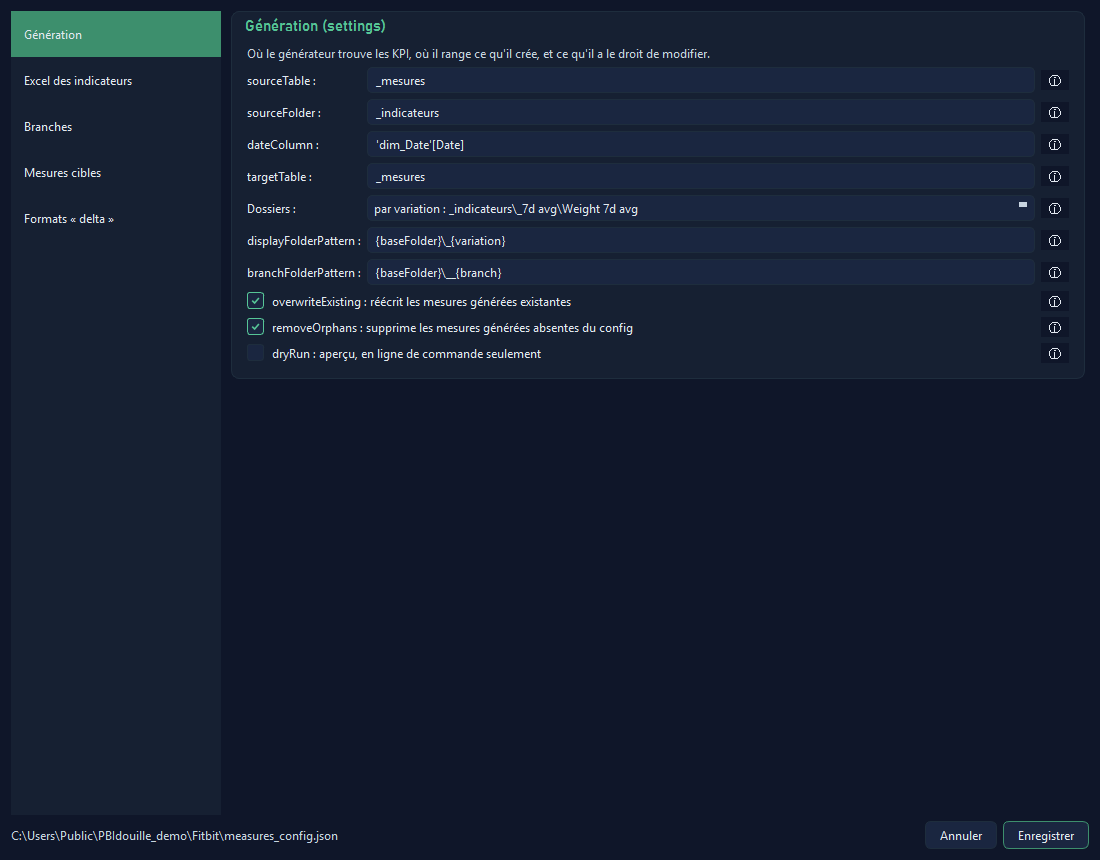 Génération
Excel des indicateurs
Branches
Mesures cibles
Formats « delta »
Génération (settings)
Où le générateur trouve les KPI, où il range ce qu'il crée, et ce qu'il a le droit de modifier.
sourceTable : _mesures
sourceFolder : _indicateurs
dateColumn : 'dim_Date'[Date]
targetTable : _mesures
Dossiers : par variation : _indicateurs\_7d avg\Weight 7d avg
displayFolderPattern : {baseFolder}\_{variation}
branchFolderPattern : {baseFolder}\__{branch}
overwriteExisting : réécrit les mesures générées existantes
removeOrphans : supprime les mesures générées absentes du config
dryRun : aperçu, en ligne de commande seulement
C:\Users\Public\PBIdouille_demo\Fitbit\measures_config.json
Annuler
Enregistrer